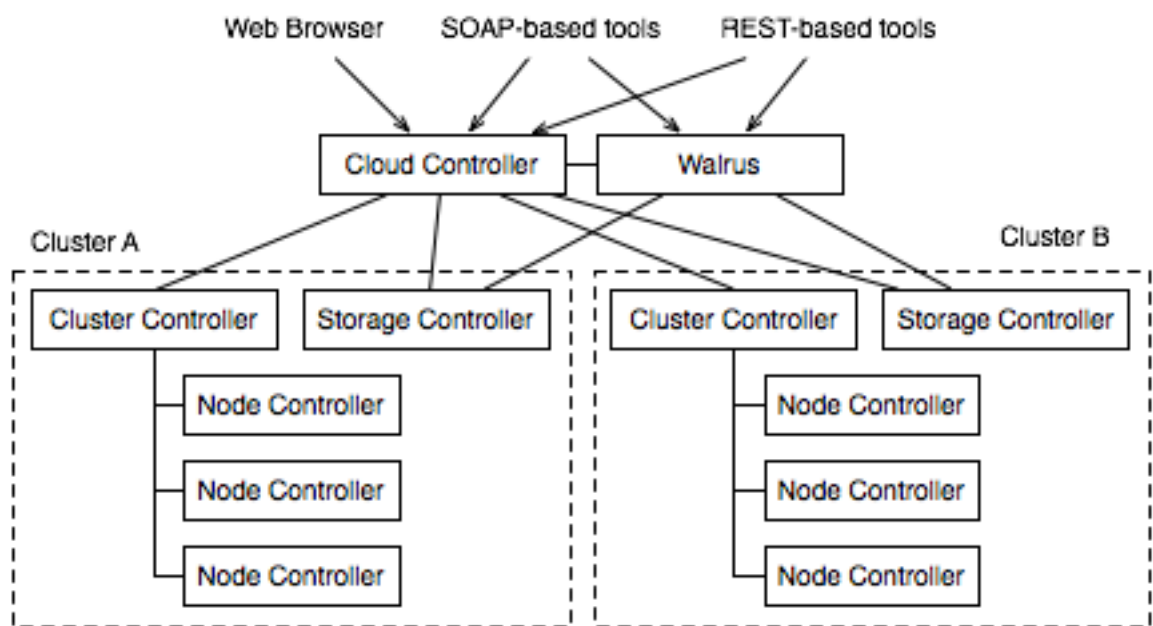 Web Browser
SOAP-based tools
REST-based tools
Cloud Controller
Walrus
Cluster A
Cluster B
Cluster Controller
Storage Controller
Cluster Controller
Storage Controller
Node Controller
Node Controller
Node Controller
Node Controller
Node Controller
Node Controller